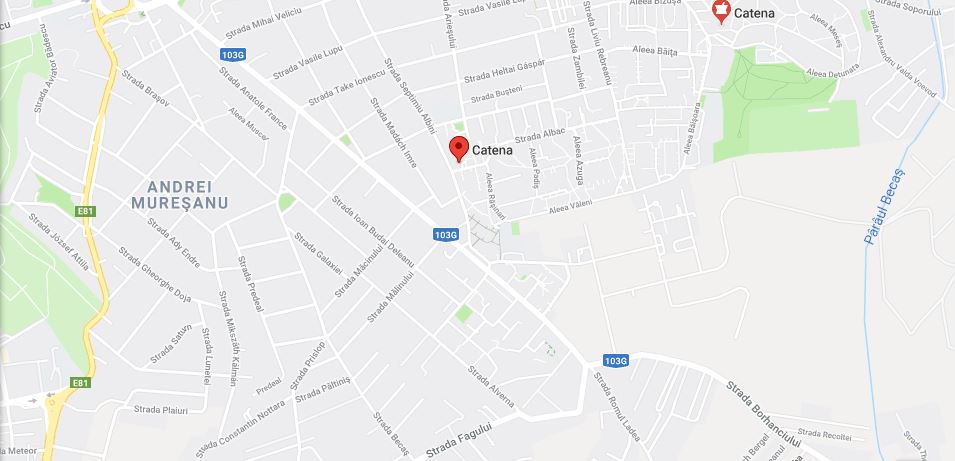 Strada Vasile Lup
Aleea Bizușa
Strada Soporului
Strada Mihai Veliciu
Strada Arieșului
Catena
Strada Aviator Bădescu
103G
Strada Vasile Lupu
Strada Zambilei
Strada Liviu Rebreanu
Aleea Băița
Aleea Meseș
Strada Alexandru Vaida Voevod
Strada Brașov
Strada Anatole France
Strada Take Ionescu
Strada Heltai Gáspár
Aleea Detunata
Aleea Muscel
Strada Septimiu Albini
Strada Bușteni
Strada Madách Imre
Strada Albac
Catena
Aleea Padiș
Aleea Azuga
Aleea Băișoara
ANDREI
MUREȘANU
Aleea Rășinari
Aleea Văleni
Pârâul Becaș
E81
Strada József Attila
Strada Ady Endre
Strada Ioan Budai Deleanu
103G
Strada Gheorghe Doja
Strada Galaxiei
Strada Măcinului
Strada Mălinului
Strada Predeal
Strada Mikszáth Kálmán
Strada Saturn
Strada Lunetei
Strada Prislop
103G
E81
Predeal
Strada Păltiniș
Strada Alverna
Strada Romul Ladea
Strada Borhanciului
Strada Plaiuri
Strada Constantin Nottara
Strada Becaș
Strada Fagului
Strada Recoltei
Bergei
Strada
a Meteor